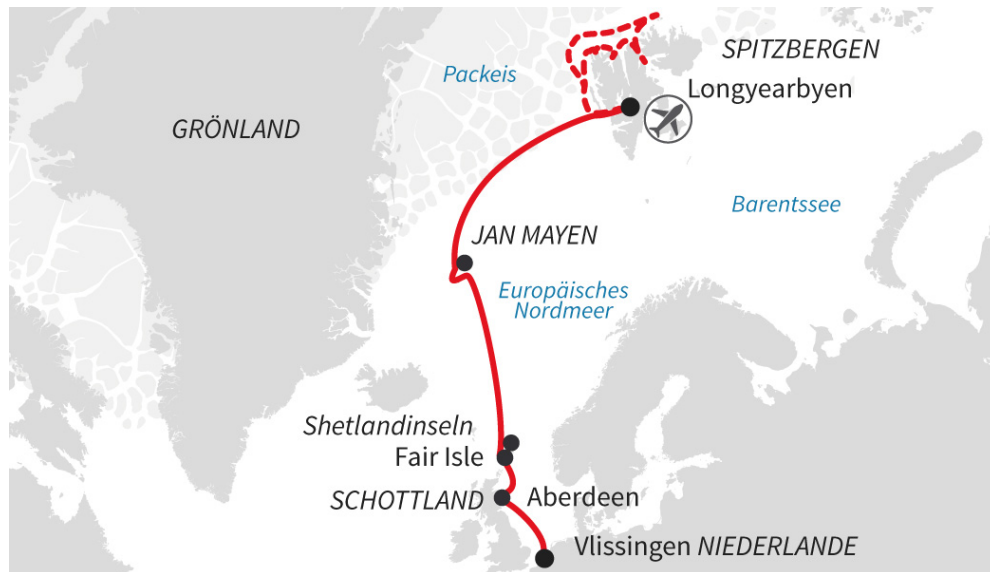 SPITZBERGEN
Packeis
Longyearbyen
GRÖNLAND
Barentssee
JAN MAYEN
Europäisches
Nordmeer
Shetlandinseln
Fair Isle
SCHOTTLAND
Aberdeen
Vlissingen NIEDERLANDE